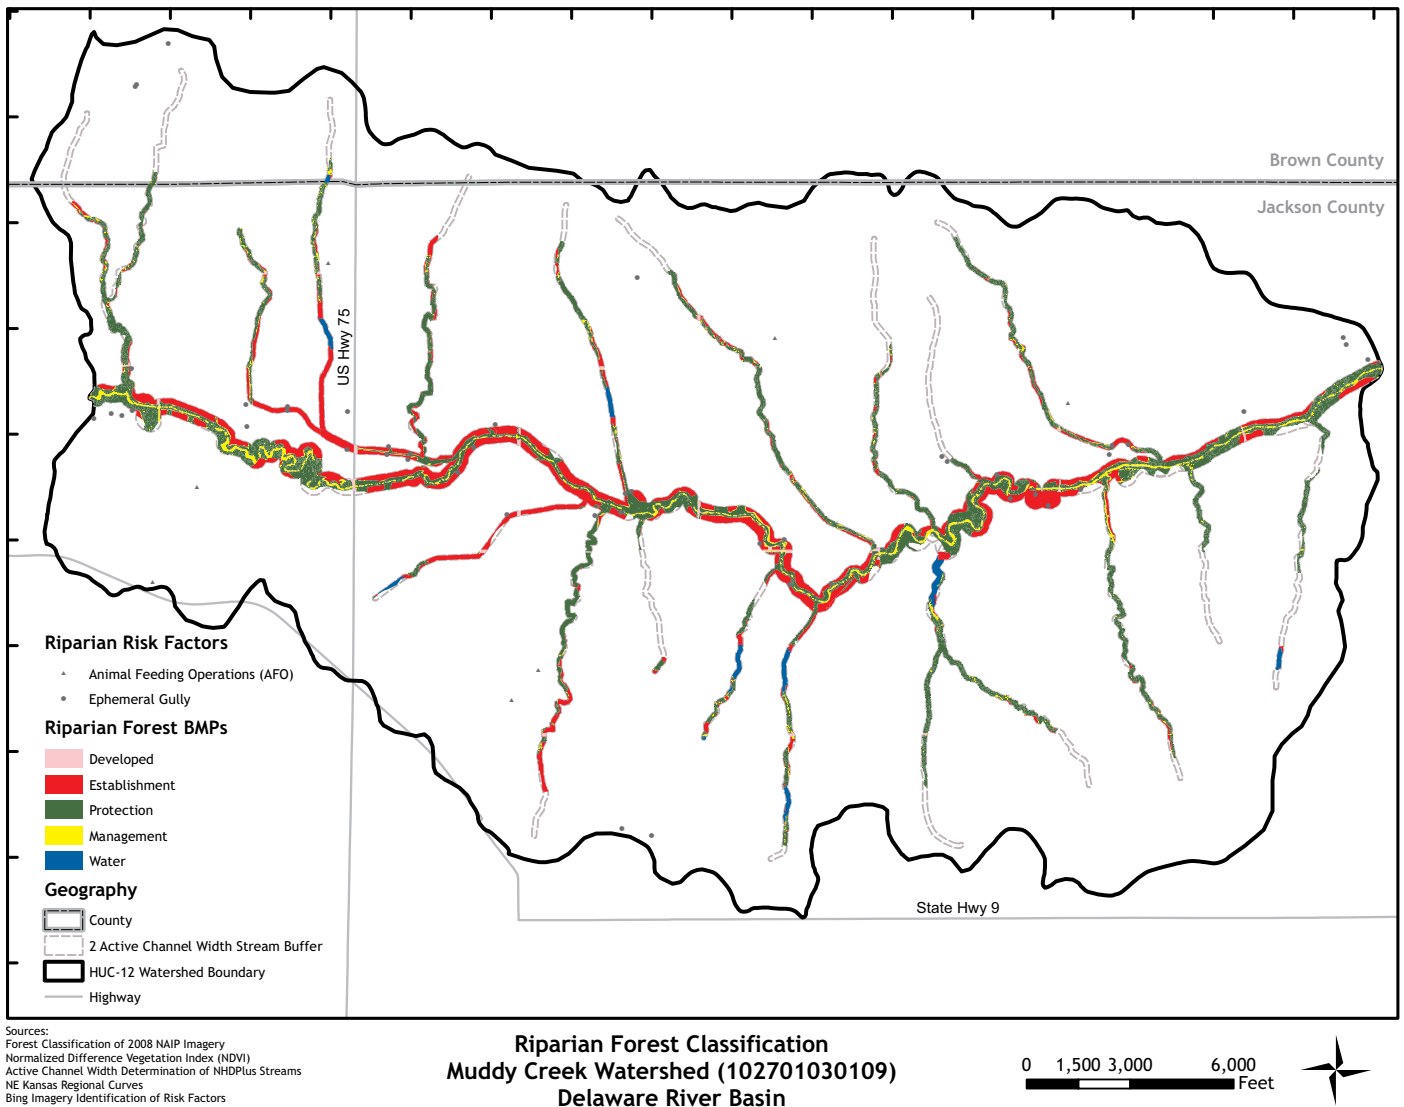 Brown County
Jackson County
US Hwy 75
Riparian Risk Factors
Animal Feeding Operations (AFO)
Ephemeral Gully
Riparian Forest BMPs
Developed
Establishment
Protection
Management
Water
Geography
County
2 Active Channel Width Stream Buffer
HUC-12 Watershed Boundary
Highway
State Hwy 9
Sources:
Forest Classification of 2008 NAIP Imagery
Normalized Difference Vegetation Index (NDVI)
Active Channel Width Determination of NHDPlus Streams
NE Kansas Regional Curves
Bing Imagery Identification of Risk Factors
Riparian Forest Classification
Muddy Creek Watershed (102701030109)
Delaware River Basin
0 1,500 3,000 6,000
Feet